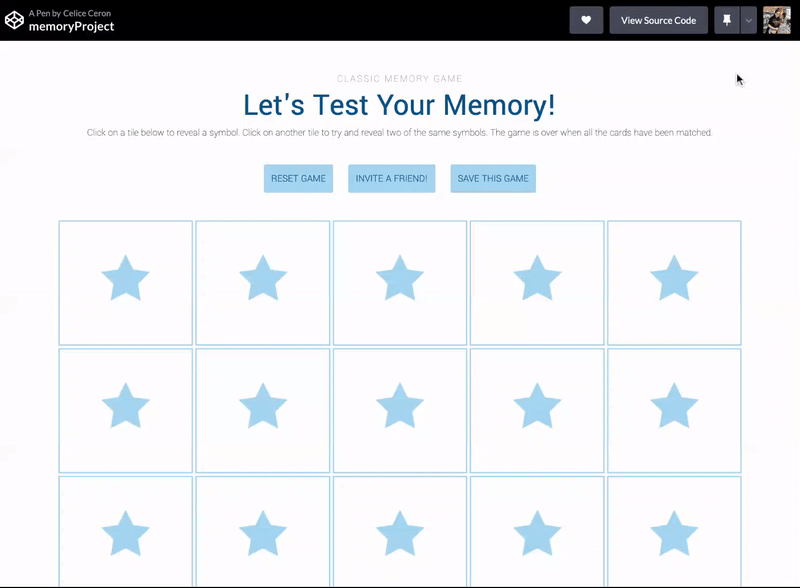 A Pen by Celice Ceron
memoryProject
View Source Code
CLASSIC MEMORY GAME
Let's Test Your Memory!
Click on a tile below to reveal a symbol. Click on another tile to try and reveal two of the same symbols. The game is over when all the cards have been matched.
RESET GAME
INVITE A FRIEND!
SAVE THIS GAME